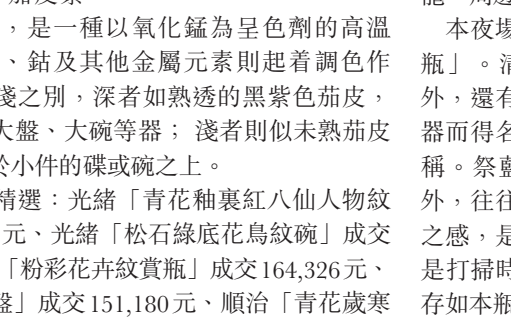 ，是一種以氧化錳為呈色劑的高溫
、鈷及其他金屬元素則起着調色作
淺之別，深者如熟透的黑紫色茄皮，
大盤、大碗等器； 淺者則似未熟茄皮
於小件的碟或碗之上。
精選：光緒「青花釉裏紅八仙人物紋
元、光緒「松石綠底花鳥紋碗」成交
「粉彩花卉紋賞瓶」成交164,326元、
盤」成交151,180元、順治「青花歲寒
本夜場
瓶」。清
外，還有
器而得名
稱。祭藍
外，往往
之感，是
是打掃時
存如本瓶